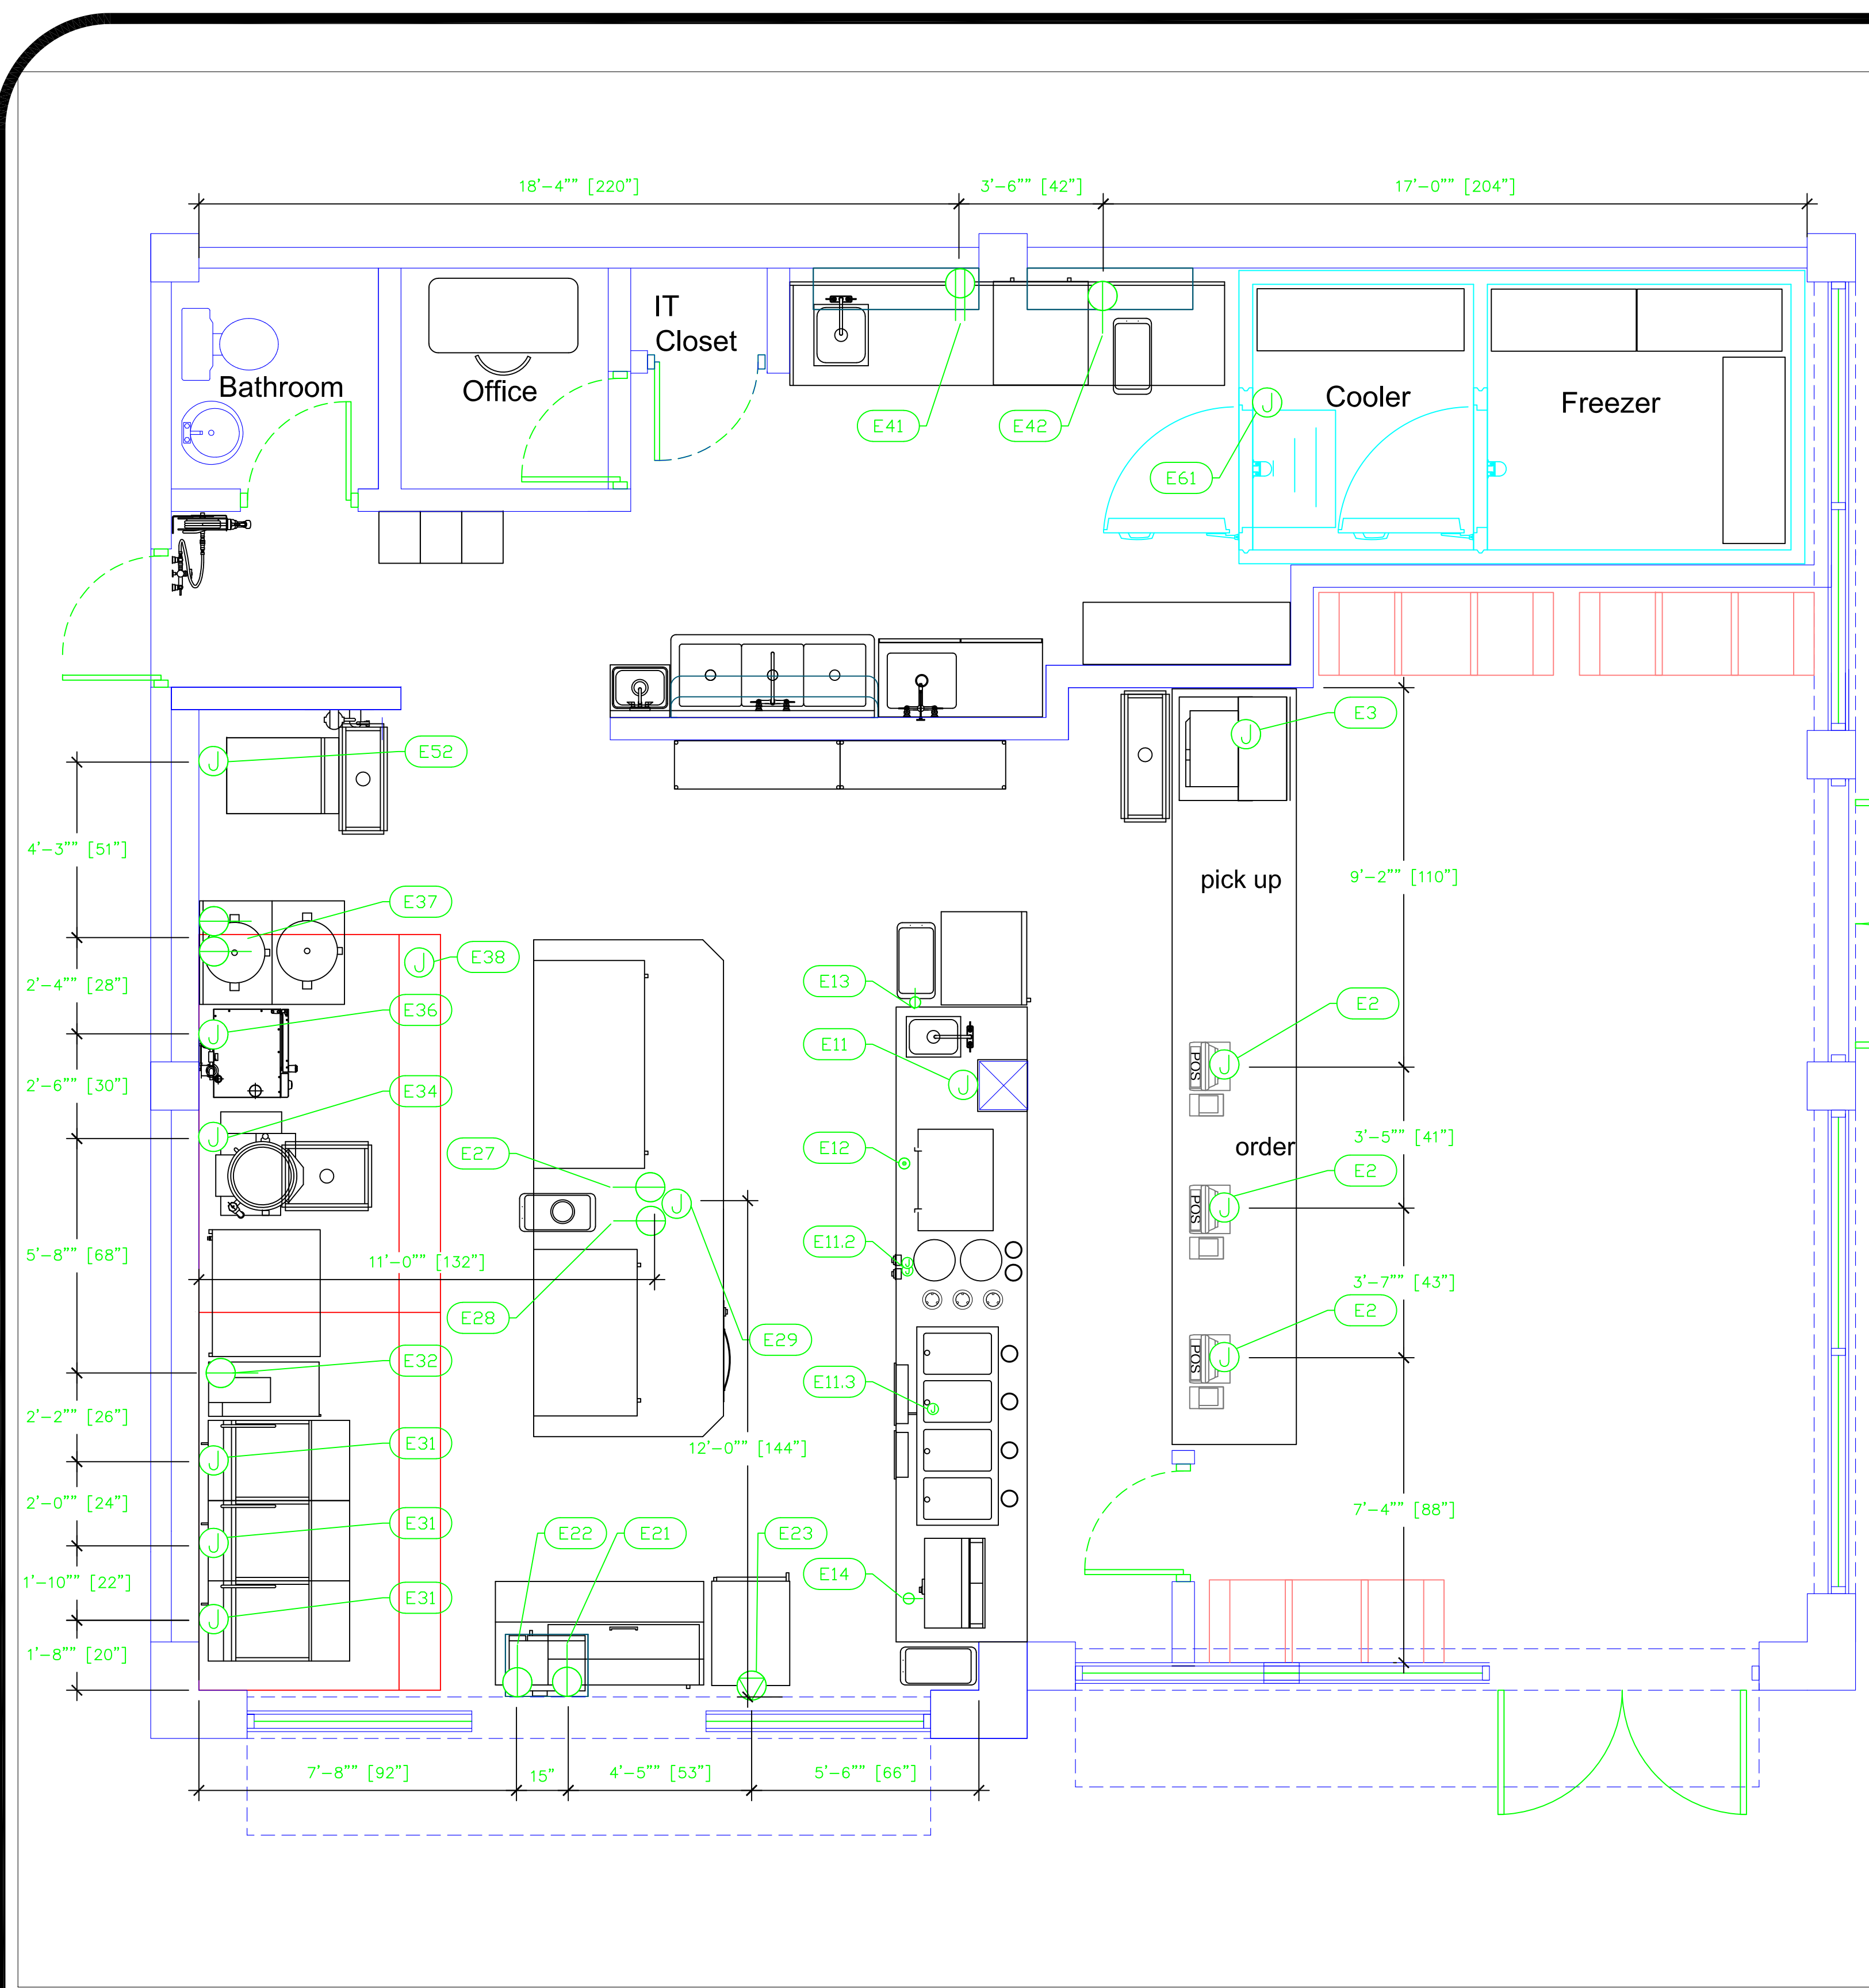 18'-4"" [220"]
3'-6"" [42"]
17'-0"" [204"]
IT
Closet
Bathroom
Office
Cooler
Freezer
E41
E42
E61
E3
E52
4'-3"" [51"]
pick up
9'-2"" [110"]
E37
J
E38
2'-4"" [28"]
E13
E2
E36
E11
J
2'-6"" [30"]
E34
POS
J
order
3'-5"" [41"]
E12
E27
E2
5'-8"" [68"]
11'-0"" [132"]
E11.2
POS
J
3'-7"" [43"]
E28
E29
E2
E32
E11.3
POS
J
2'-2"" [26"]
E31
12'-0"" [144"]
2'-0"" [24"]
E31
7'-4"" [88"]
E22
E21
E23
1'-10"" [22"]
E31
E14
1'-8"" [20"]
7'-8"" [92"]
15"
4'-5"" [53"]
5'-6"" [66"]
J
J
J
J
J
J
J
J
J
J
J
J